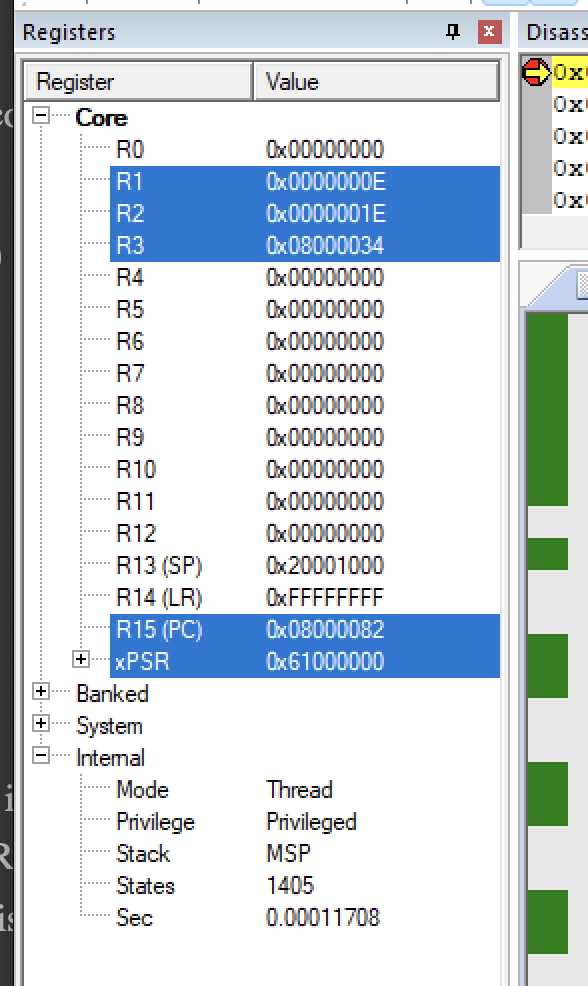 Registers
Disass
Register Value
0x
Core
0x
R0 0x00000000
0x
R1 0x0000000E
0x
R2 0x0000001E
0x
R3 0x08000034
R4 0x00000000
R5 0x00000000
R6 0x00000000
R7 0x00000000
R8 0x00000000
R9 0x00000000
R10 0x00000000
R11 0x00000000
R12 0x00000000
R13 (SP) 0x20001000
R14 (LR) 0xFFFFFFFF
R15 (PC) 0x08000082
xPSR 0x61000000
Banked
System
Internal
Mode Thread
Privilege Privileged
Stack MSP
States 1405
Sec 0.00011708